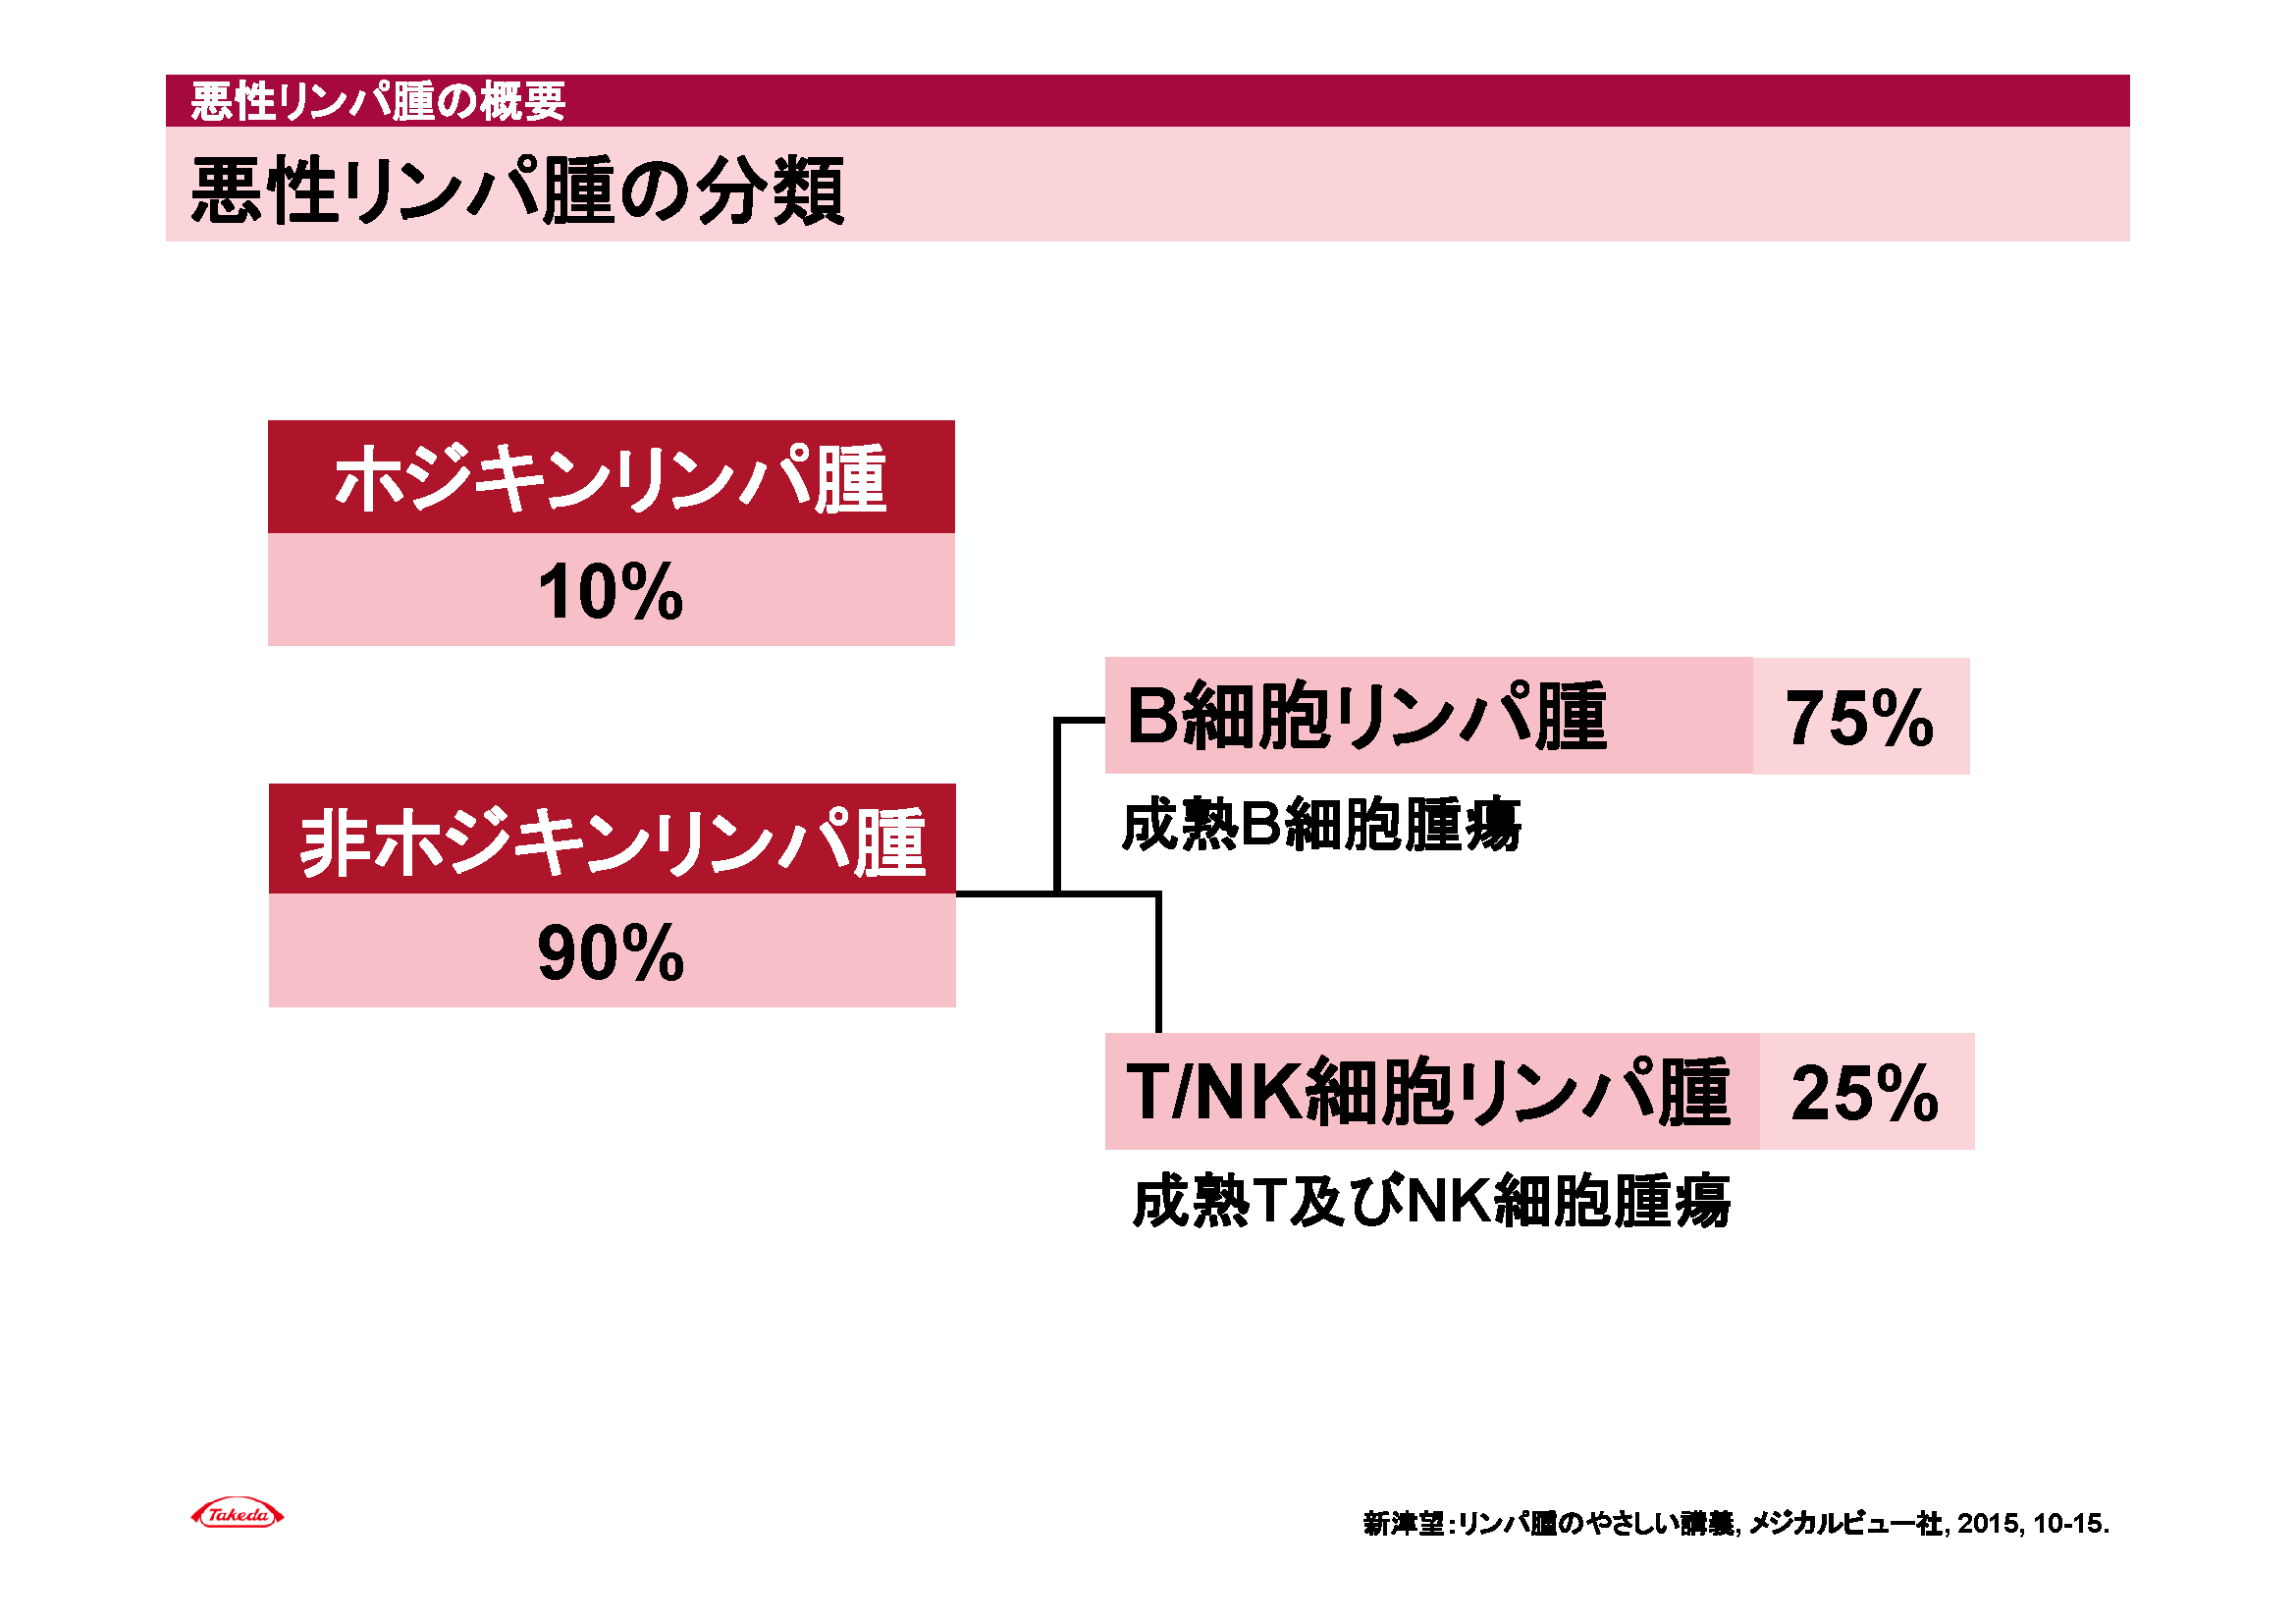 悪性リンパ腫の概要
悪性リンパ腫の分類
ホジキンリンパ腫
10%
非ホジキンリンパ腫
90%
B細胞リンパ腫 75%
成熟B細胞腫瘍
T/NK細胞リンパ腫 25%
成熟T及びNK細胞腫瘍
Takeda
新津望：リンパ腫のやさしい講義, メジカルビュー社, 2015, 10-15.